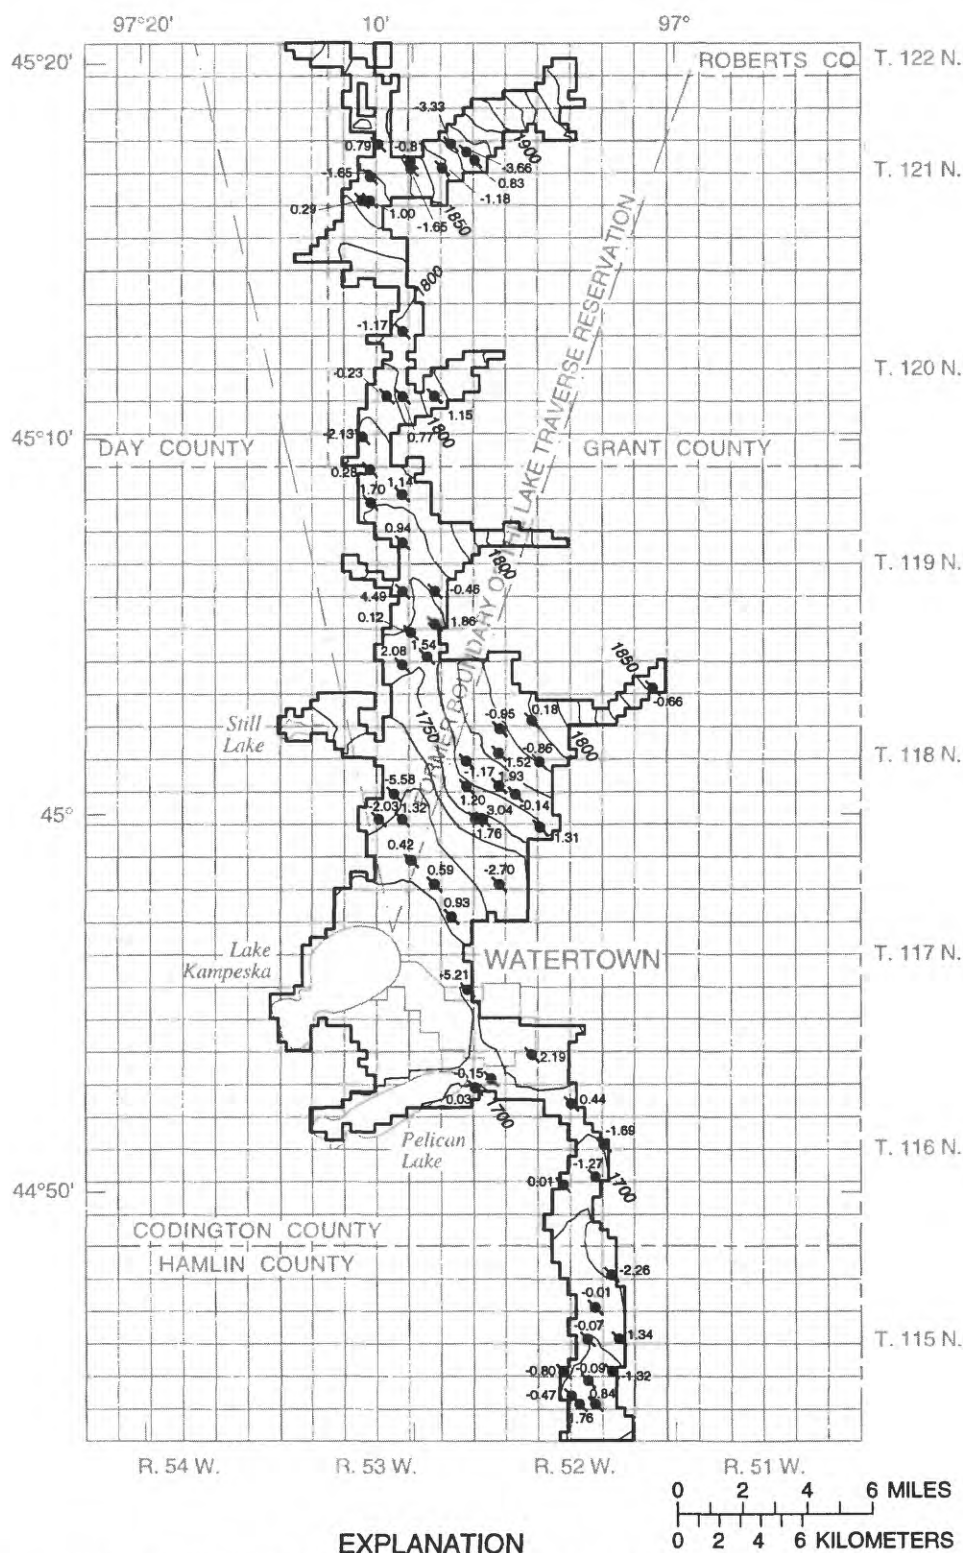 97°20' 10' 97°
45°20' ROBERTS CO T. 122 N.
-3.33
1900
0.79 -0.81
-3.66
T. 121 N.
-1.65 0.83
-1.18
0.29 1.00 1850
-1.65
1800
-1.17
T. 120 N.
-0.23
1.15
0.77 1800
-2.13
45°10' DAY COUNTY GRANT COUNTY
0.28
1.70 1.14
0.94
1800 T. 119 N.
4.49 -0.46
0.12 1.86
1.54
2.08
1850
-0.66
1750 -0.95 0.18
Still
Lake
1800
T. 118 N.
-0.86
1.52
-1.17 1.93
-5.58
1.20 -0.14
-2.03 1.32 3.04
45° 1.76 1.31
0.42
0.59 -2.70
0.93
Lake
Kampeska
WATERTOWN T. 117 N.
-5.21
2.19
-0.15
0.03 1700 0.44
Pelican
Lake
-1.69
T. 116 N.
-1.27
0.01 1700
44°50'
CODINGTON COUNTY
HAMLIN COUNTY
-2.26
-0.01
-0.07 1.34
T. 115 N.
-0.80 -0.09 -1.32
-0.47 0.84
1.76
LAKE TRAVERSE RESERVATION
R. 54 W. R. 53 W. R. 52 W. R. 51 W.
0 2 4 6 MILES
0 2 4 6 KILOMETERS
EXPLANATION